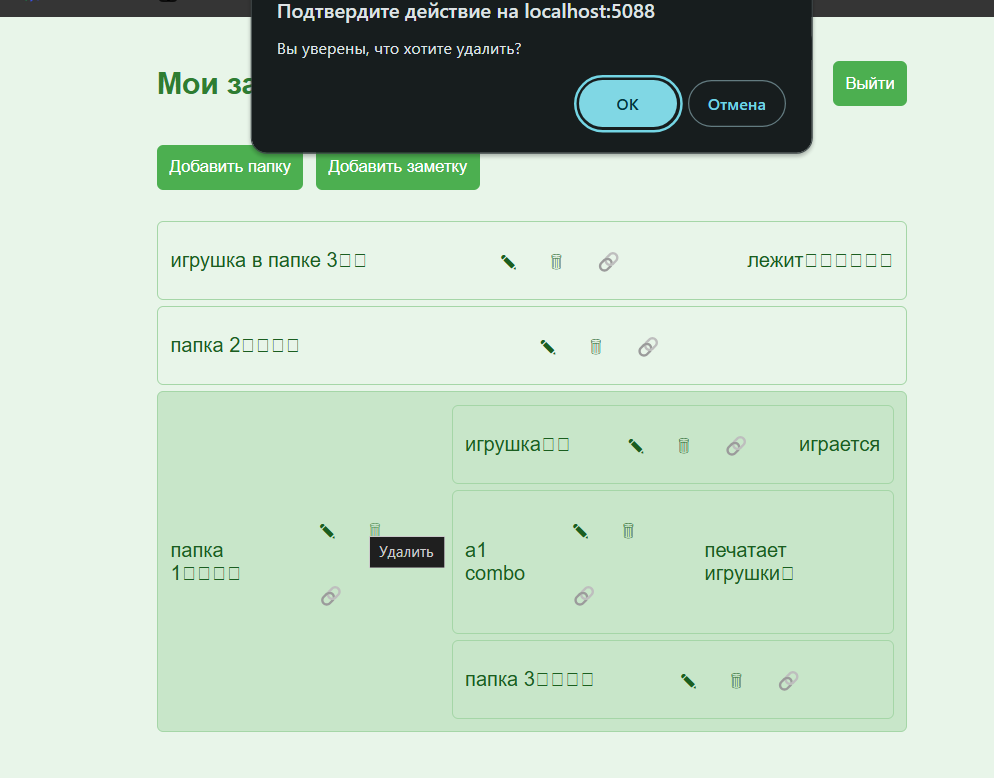 Подтвердите действие на localhost:5088
Вы уверены, что хотите удалить?
ОК
Отмена
Мои за
Выйти
Добавить папку
Добавить заметку
игрушка в папке 3□□
лежит□□□□□□
папка 2□□□□
папка
1□□□□
Удалить
игрушка□□
играется
a1
combo
печатает
игрушки□
папка 3□□□□